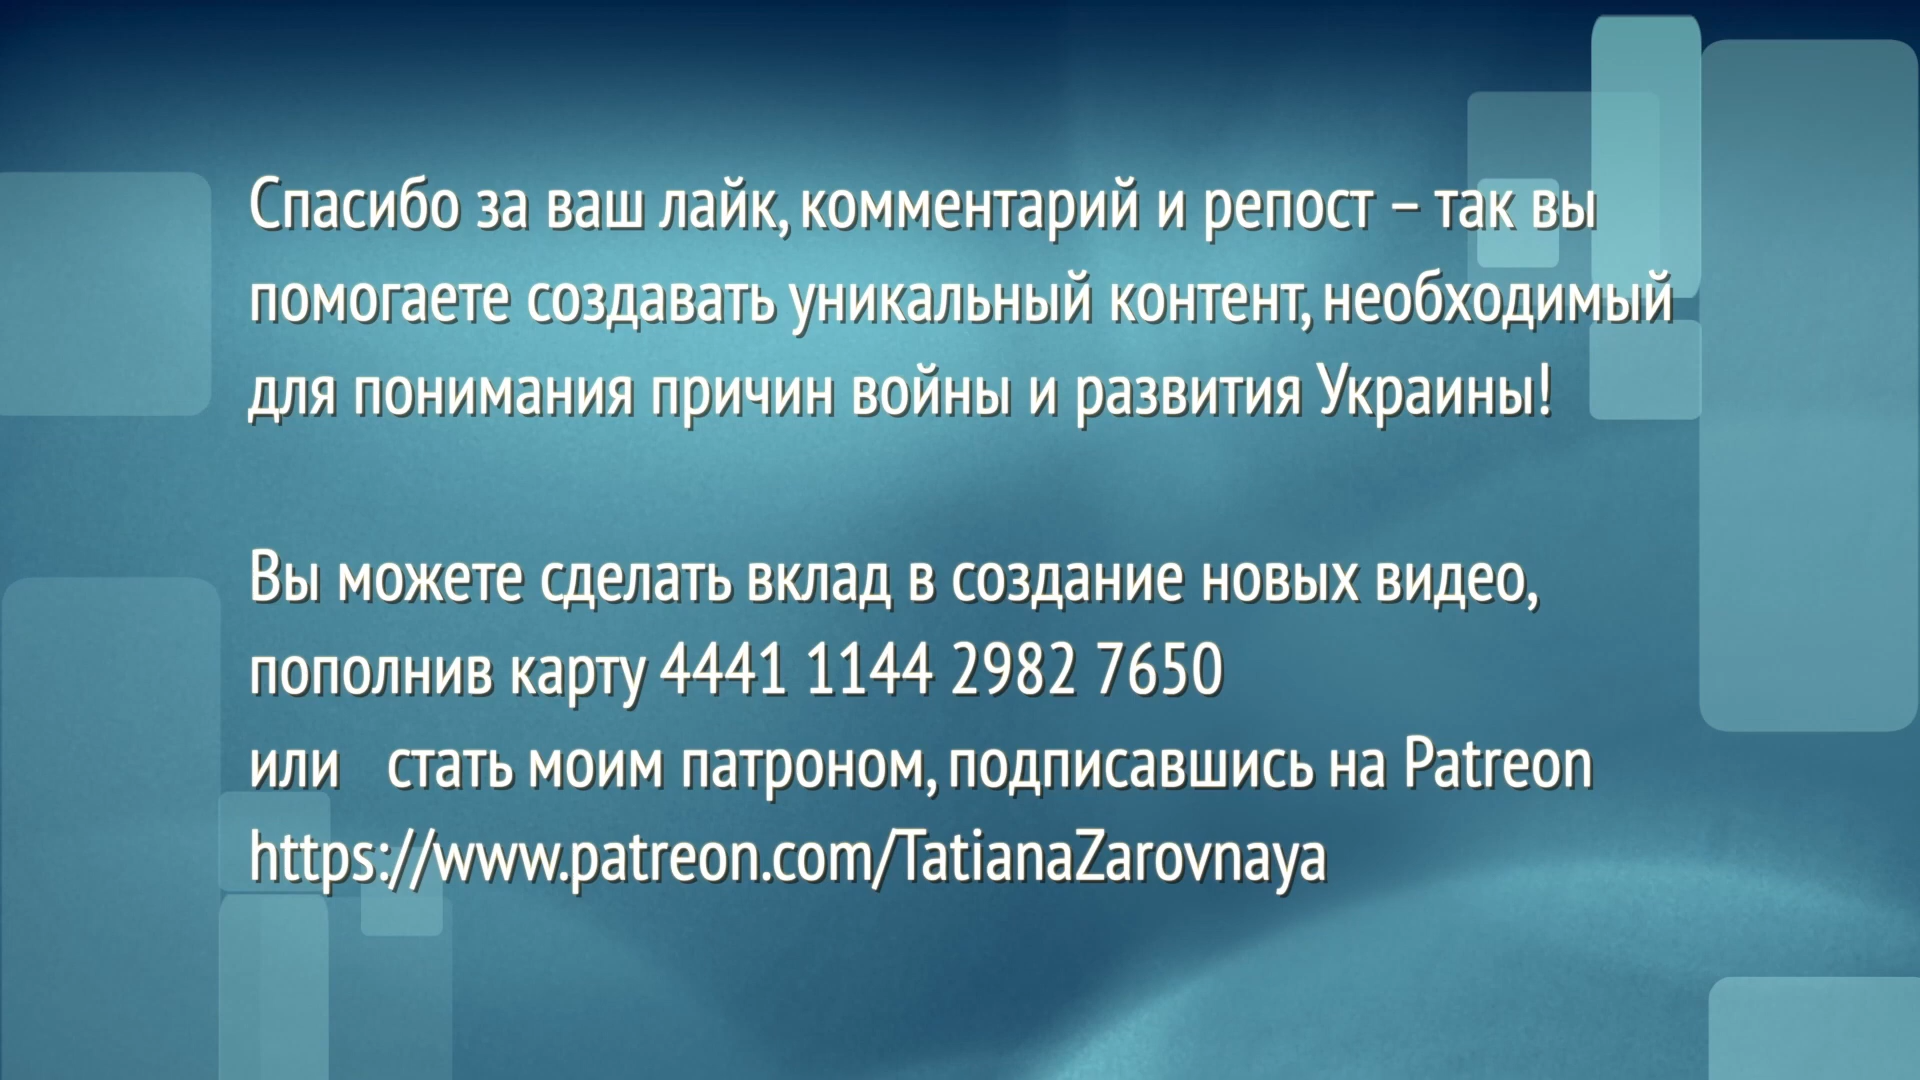 Спасибо за ваш лайк, комментарий и репост – так вы
помогаете создавать уникальный контент, необходимый
для понимания причин войны и развития Украины!
Вы можете сделать вклад в создание новых видео,
пополнив карту 4441 1144 2982 7650
или стать моим патроном, подписавшись на Patreon
https://www.patreon.com/TatianaZarovnaya